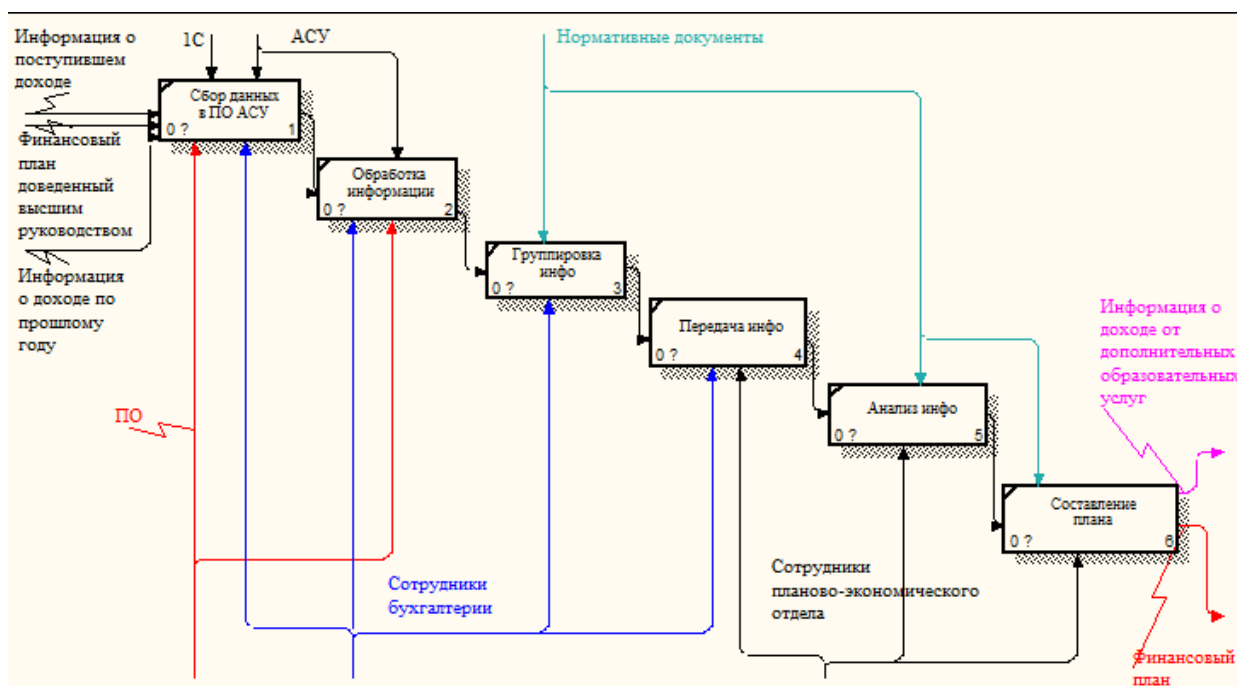 Информация о
поступившем
доходе
1С
АСУ
Нормативные документы
Сбор данных
в ПО АСУ
0 ?
1
Финансовый
план
доведенный
высшим
руководством
Обработка
информации
0 ?
2
Информация
о доходе по
прошлому
году
Группировка
инфо
0 ?
3
Передача инфо
0 ?
4
Информация о
доходе от
дополнительных
образовательных
услуг
Анализ инфо
0 ?
5
ПО
Составление
плана
0 ?
6
Сотрудники
бухгалтерии
Сотрудники
планово-экономического
отдела
Финансовый
план